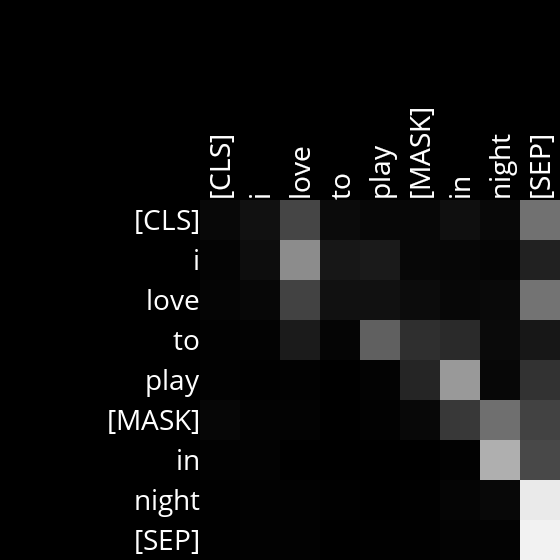 [CLS] i love to play [MASK] in night [SEP]
[CLS]
i
love
to
play
[MASK]
in
night
[SEP]